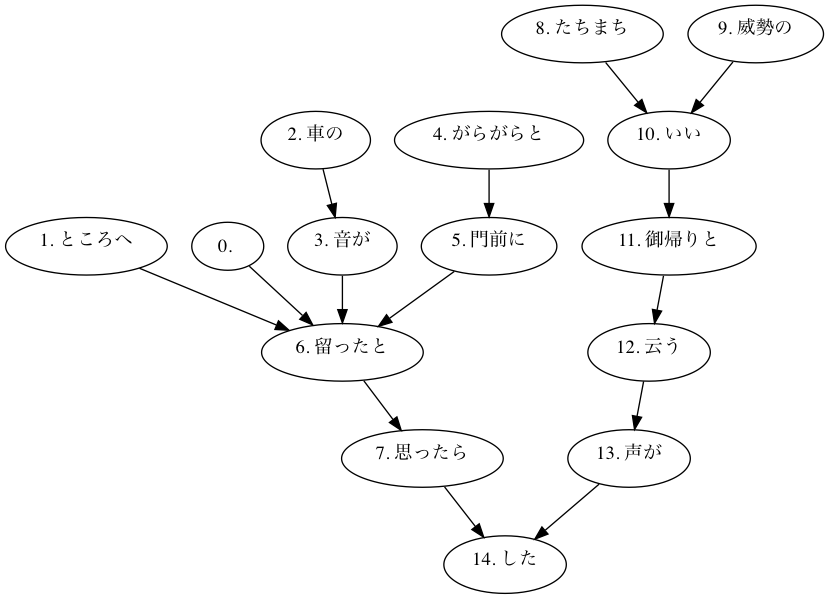 8. たちまち
9. 威勢の
2. 車の
4. がらがらと
10. いい
1. ところへ
0.
3. 音が
5. 門前に
11. 御帰りと
6. 留ったと
12. 云う
7. 思ったら
13. 声が
14. した